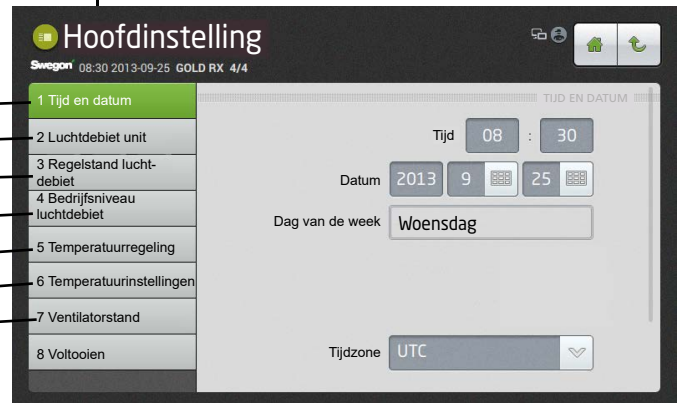 Hoofdinstelling
Swegon 08:30 2013-09-25 GOLD RX 4/4
1 Tijd en datum
2 Luchtdebiet unit
3 Regelstand lucht-
debiet
4 Bedrijfsniveau
luchtdebiet
5 Temperatuurregeling
6 Temperatuurinstellingen
7 Ventilatorstand
8 Voltooien
TIJD EN DATUM
Tijd 08 : 30
Datum 2013 9 25
Dag van de week Woensdag
Tijdzone UTC